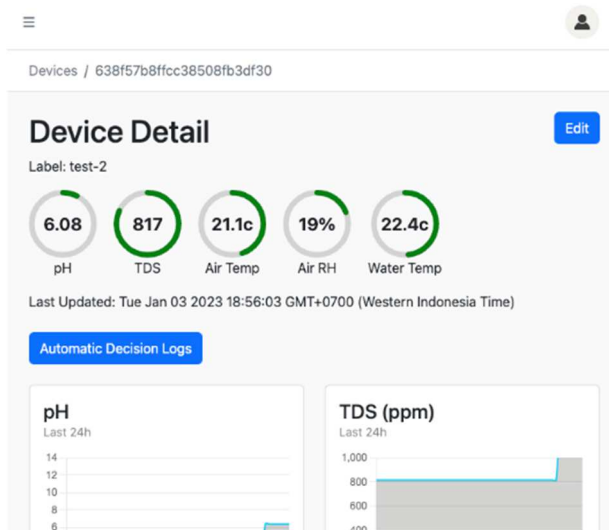 Devices / 638f57b8ffcc38508fb3df30
Device Detail
Edit
Label: test-2
6.08 817 21.1c 19% 22.4c
pH TDS Air Temp Air RH Water Temp
Last Updated: Tue Jan 03 2023 18:56:03 GMT+0700 (Western Indonesia Time)
Automatic Decision Logs
pH
Last 24h
14
12
10
8
6
TDS (ppm)
Last 24h
1,000
800
600
400